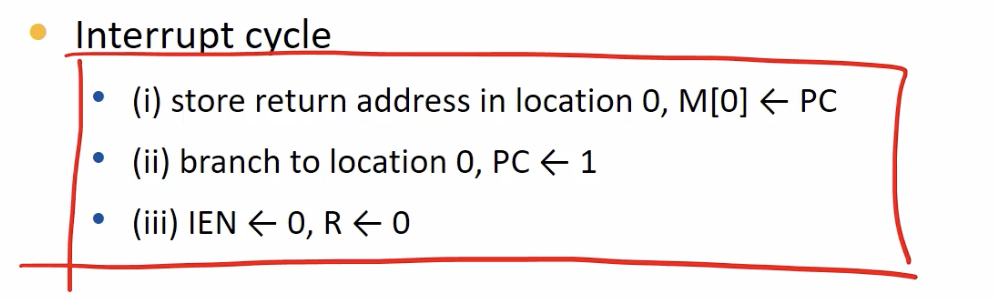 Interrupt cycle
(i) store return address in location 0, M[0] ← PC
(ii) branch to location 0, PC ← 1
(iii) IEN ← 0, R ← 0